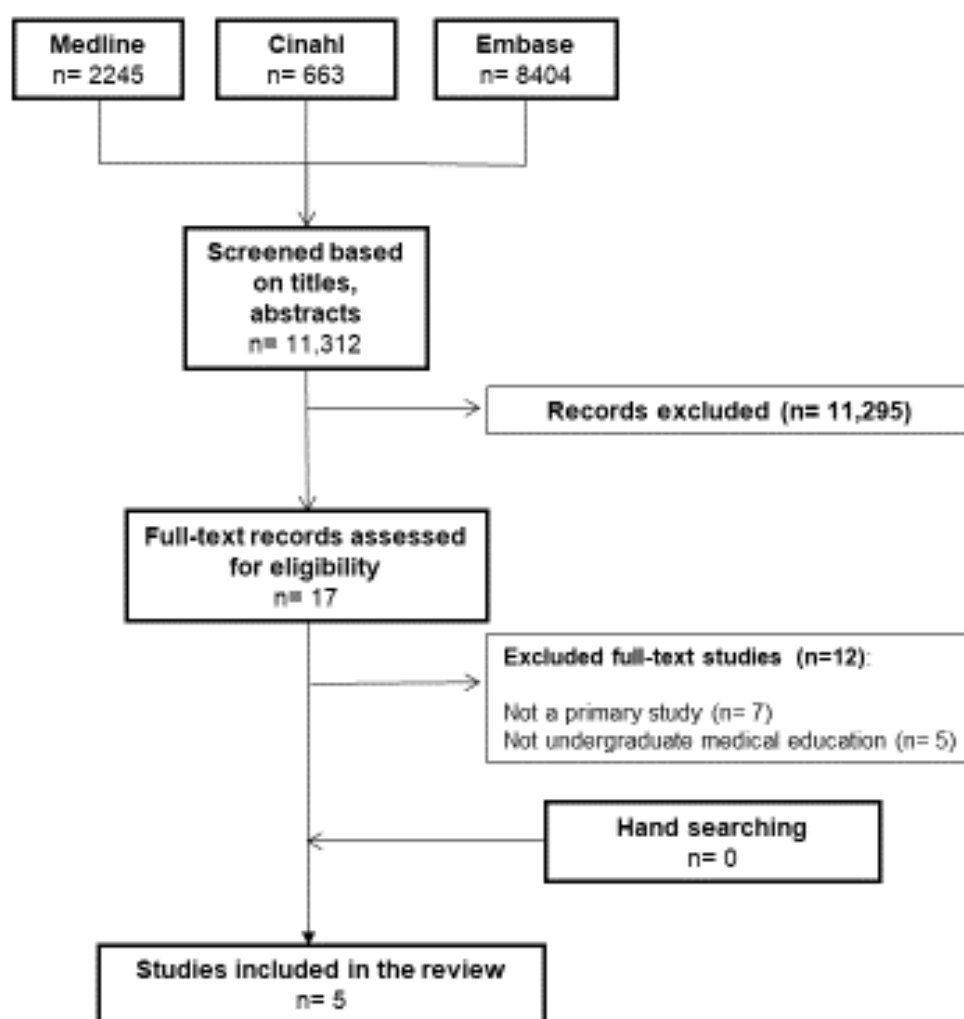 Medline
n= 2245
Cinahl
n= 663
Embase
n= 8404
Screened based
on titles,
abstracts
n= 11,312
Records excluded (n= 11,295)
Full-text records assessed
for eligibility
n= 17
Excluded full-text studies (n=12):
Not a primary study (n= 7)
Not undergraduate medical education (n= 5)
Hand searching
n= 0
Studies included in the review
n= 5